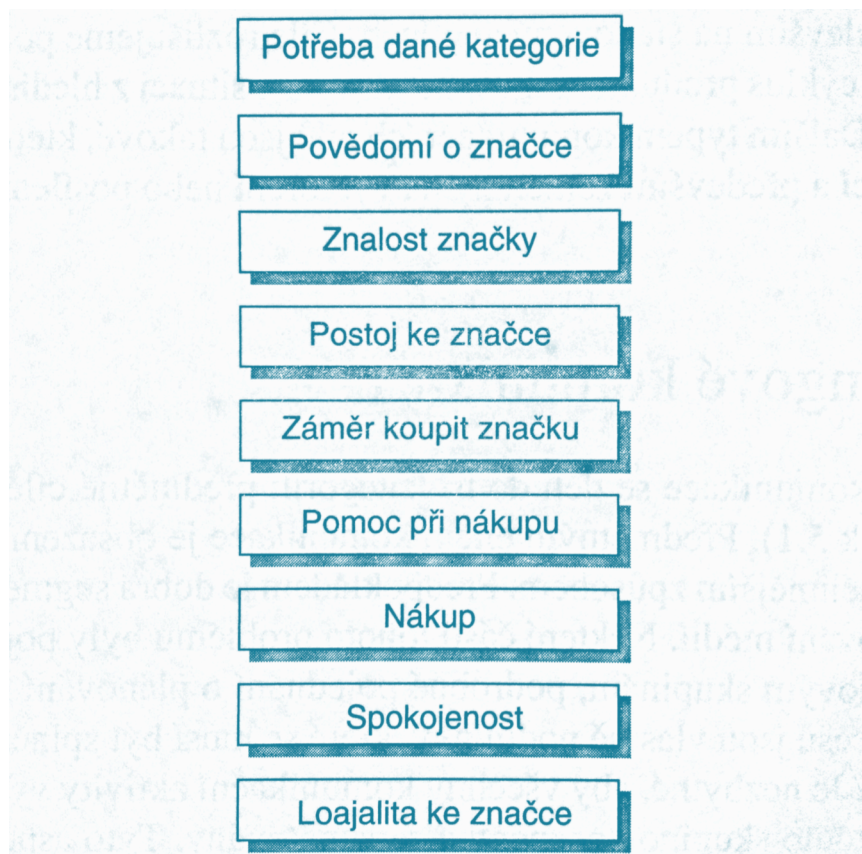 Potřeba dané kategorie
Povědomí o značce
Znalost značky
Postoj ke značce
Záměr koupit značku
Pomoc při nákupu
Nákup
Spokojenost
Loajalita ke značce